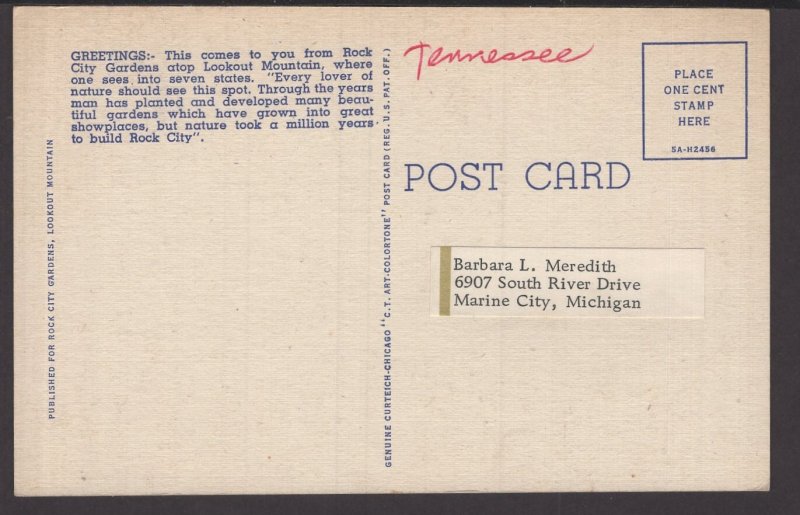 GREETINGS:- This comes to you from Rock
City Gardens atop Lookout Mountain, where
one sees into seven states. "Every lover of
nature should see this spot. Through the years
man has planted and developed many beau-
tiful gardens which have grown into great
showplaces, but nature took a million years
to build Rock City".
PUBLISHED FOR ROCK CITY GARDENS, LOOKOUT MOUNTAIN
GENUINE CURTEICH-CHICAGO "C.T. ART-COLORTONE" POST CARD (REG. U.S. PAT. OFF.)
Tennessee
PLACE
ONE CENT
STAMP
HERE
5A-H2456
POST CARD
Barbara L. Meredith
6907 South River Drive
Marine City, Michigan